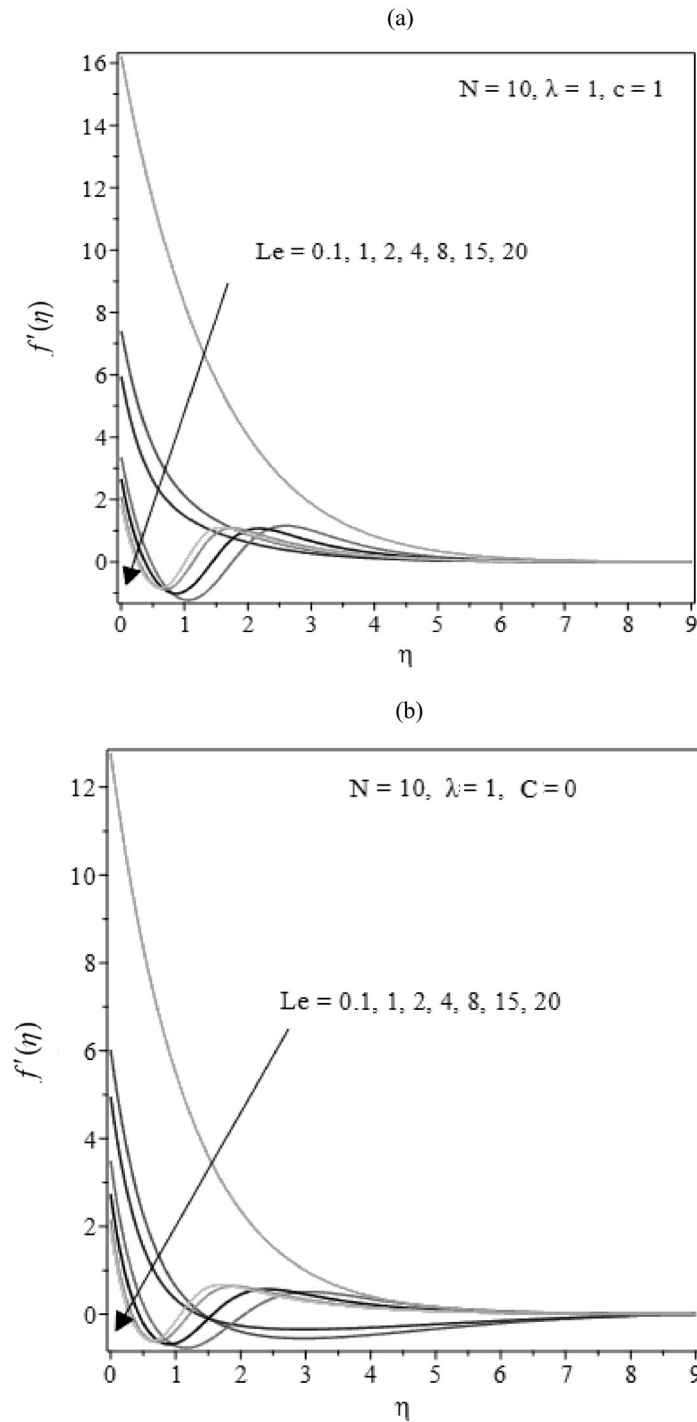 (a)
16
14
12
10
8
6
4
2
0
N = 10, λ = 1, c = 1
Le = 0.1, 1, 2, 4, 8, 15, 20
f'(η)
0 1 2 3 4 5 6 7 8 9
η
(b)
12
10
8
6
4
2
0
N = 10, λ = 1, C = 0
Le = 0.1, 1, 2, 4, 8, 15, 20
f'(η)
0 1 2 3 4 5 6 7 8 9
η